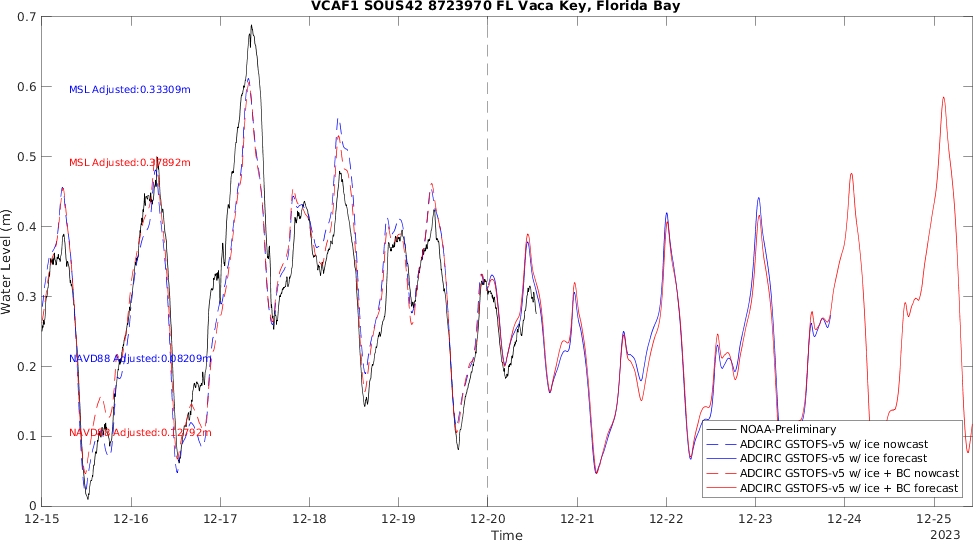 VCAF1 SOUS42 8723970 FL Vaca Key, Florida Bay
0.7
0.6
0.5
0.4
0.3
0.2
0.1
0
Water Level (m)
MSL Adjusted:0.33309m
MSL Adjusted:0.37892m
NAVD88 Adjusted:0.08209m
NAVD88 Adjusted:0.12792m
NOAA-Preliminary
ADCIRC GSTOFS-v5 w/ ice nowcast
ADCIRC GSTOFS-v5 w/ ice forecast
ADCIRC GSTOFS-v5 w/ ice + BC nowcast
ADCIRC GSTOFS-v5 w/ ice + BC forecast
12-15 12-16 12-17 12-18 12-19 12-20 12-21 12-22 12-23 12-24 12-25
Time
2023